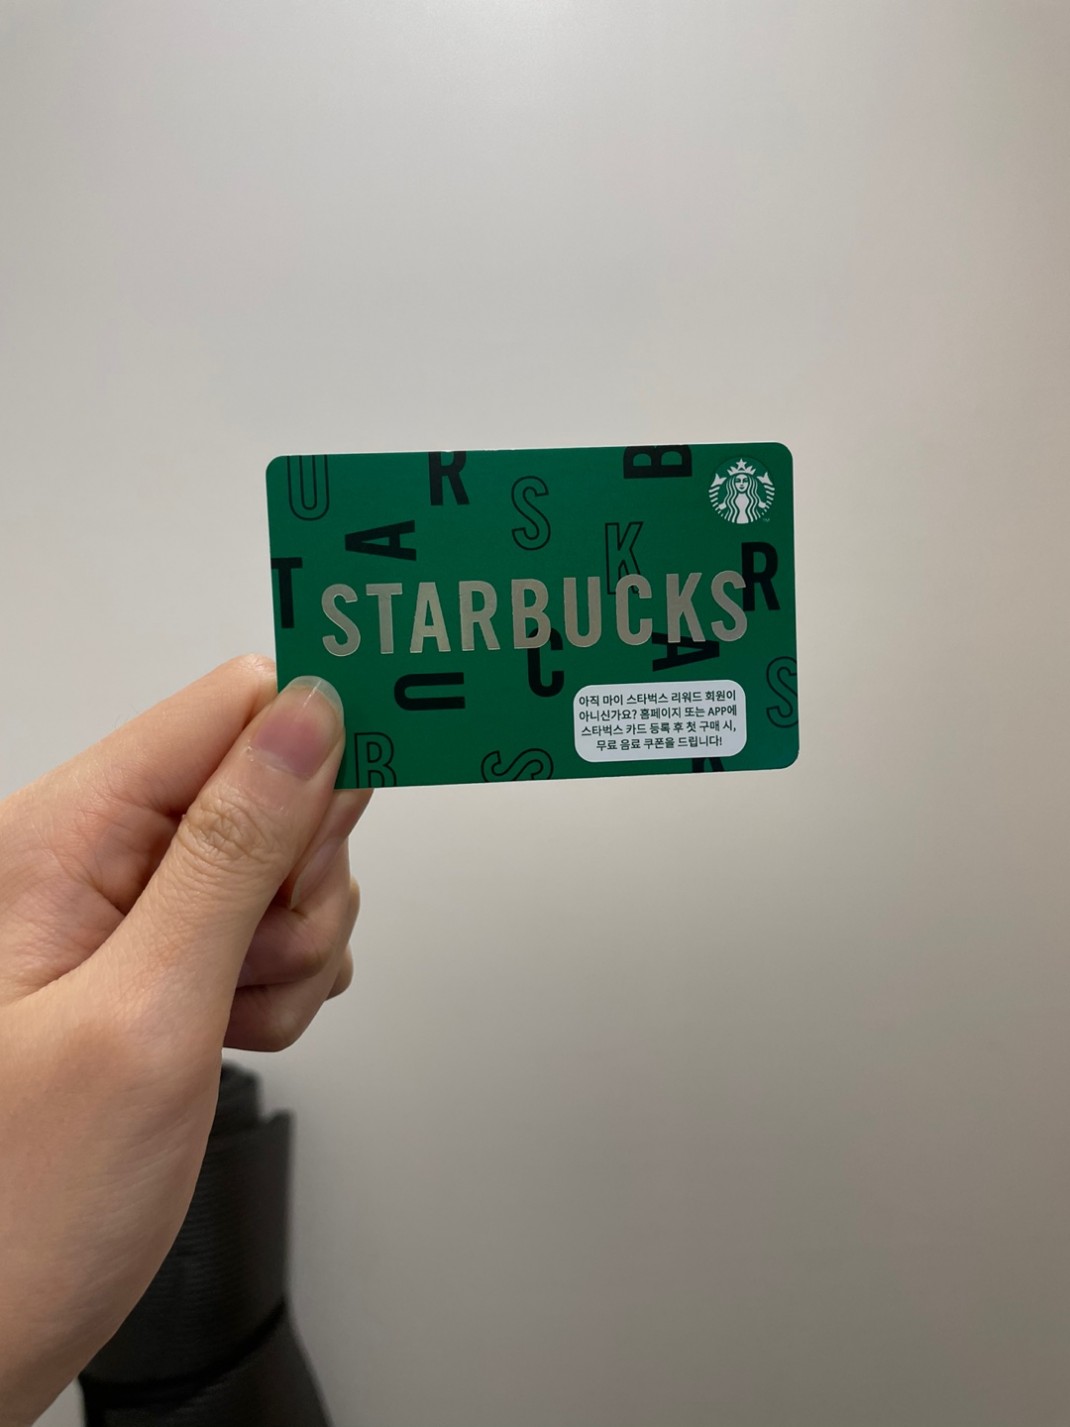 U
R
S
B
A
K
T
R
STARBUCKS
C
A
U
S
아직 마이 스타벅스 리워드 회원이
아니신가요? 홈페이지 또는 APP에
스타벅스 카드 등록 후 첫 구매 시,
무료 음료 쿠폰을 드립니다!
B
S
K